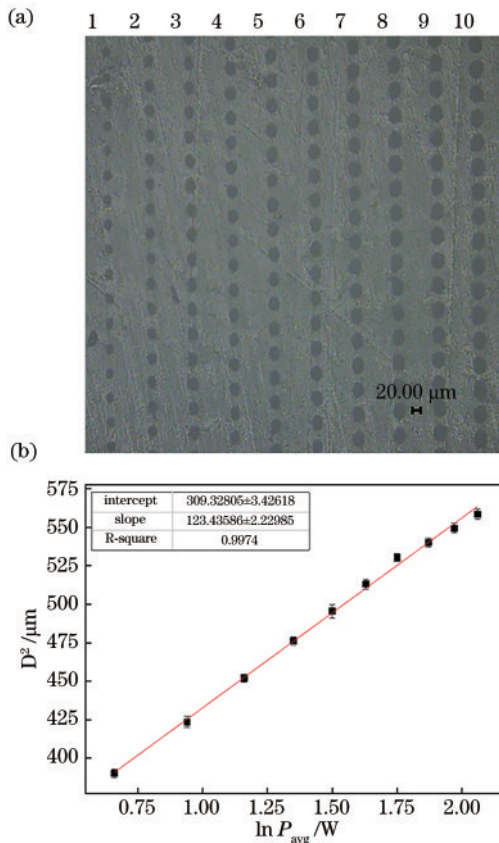 (a)
1 2 3 4 5 6 7 8 9 10
20.00 μm
(b)
575
550
525
500
475
450
425
400
D²/μm
intercept 309.32805±3.42618
slope 123.43586±2.22985
R-square 0.9974
0.75 1.00 1.25 1.50 1.75 2.00
ln Pavg/W